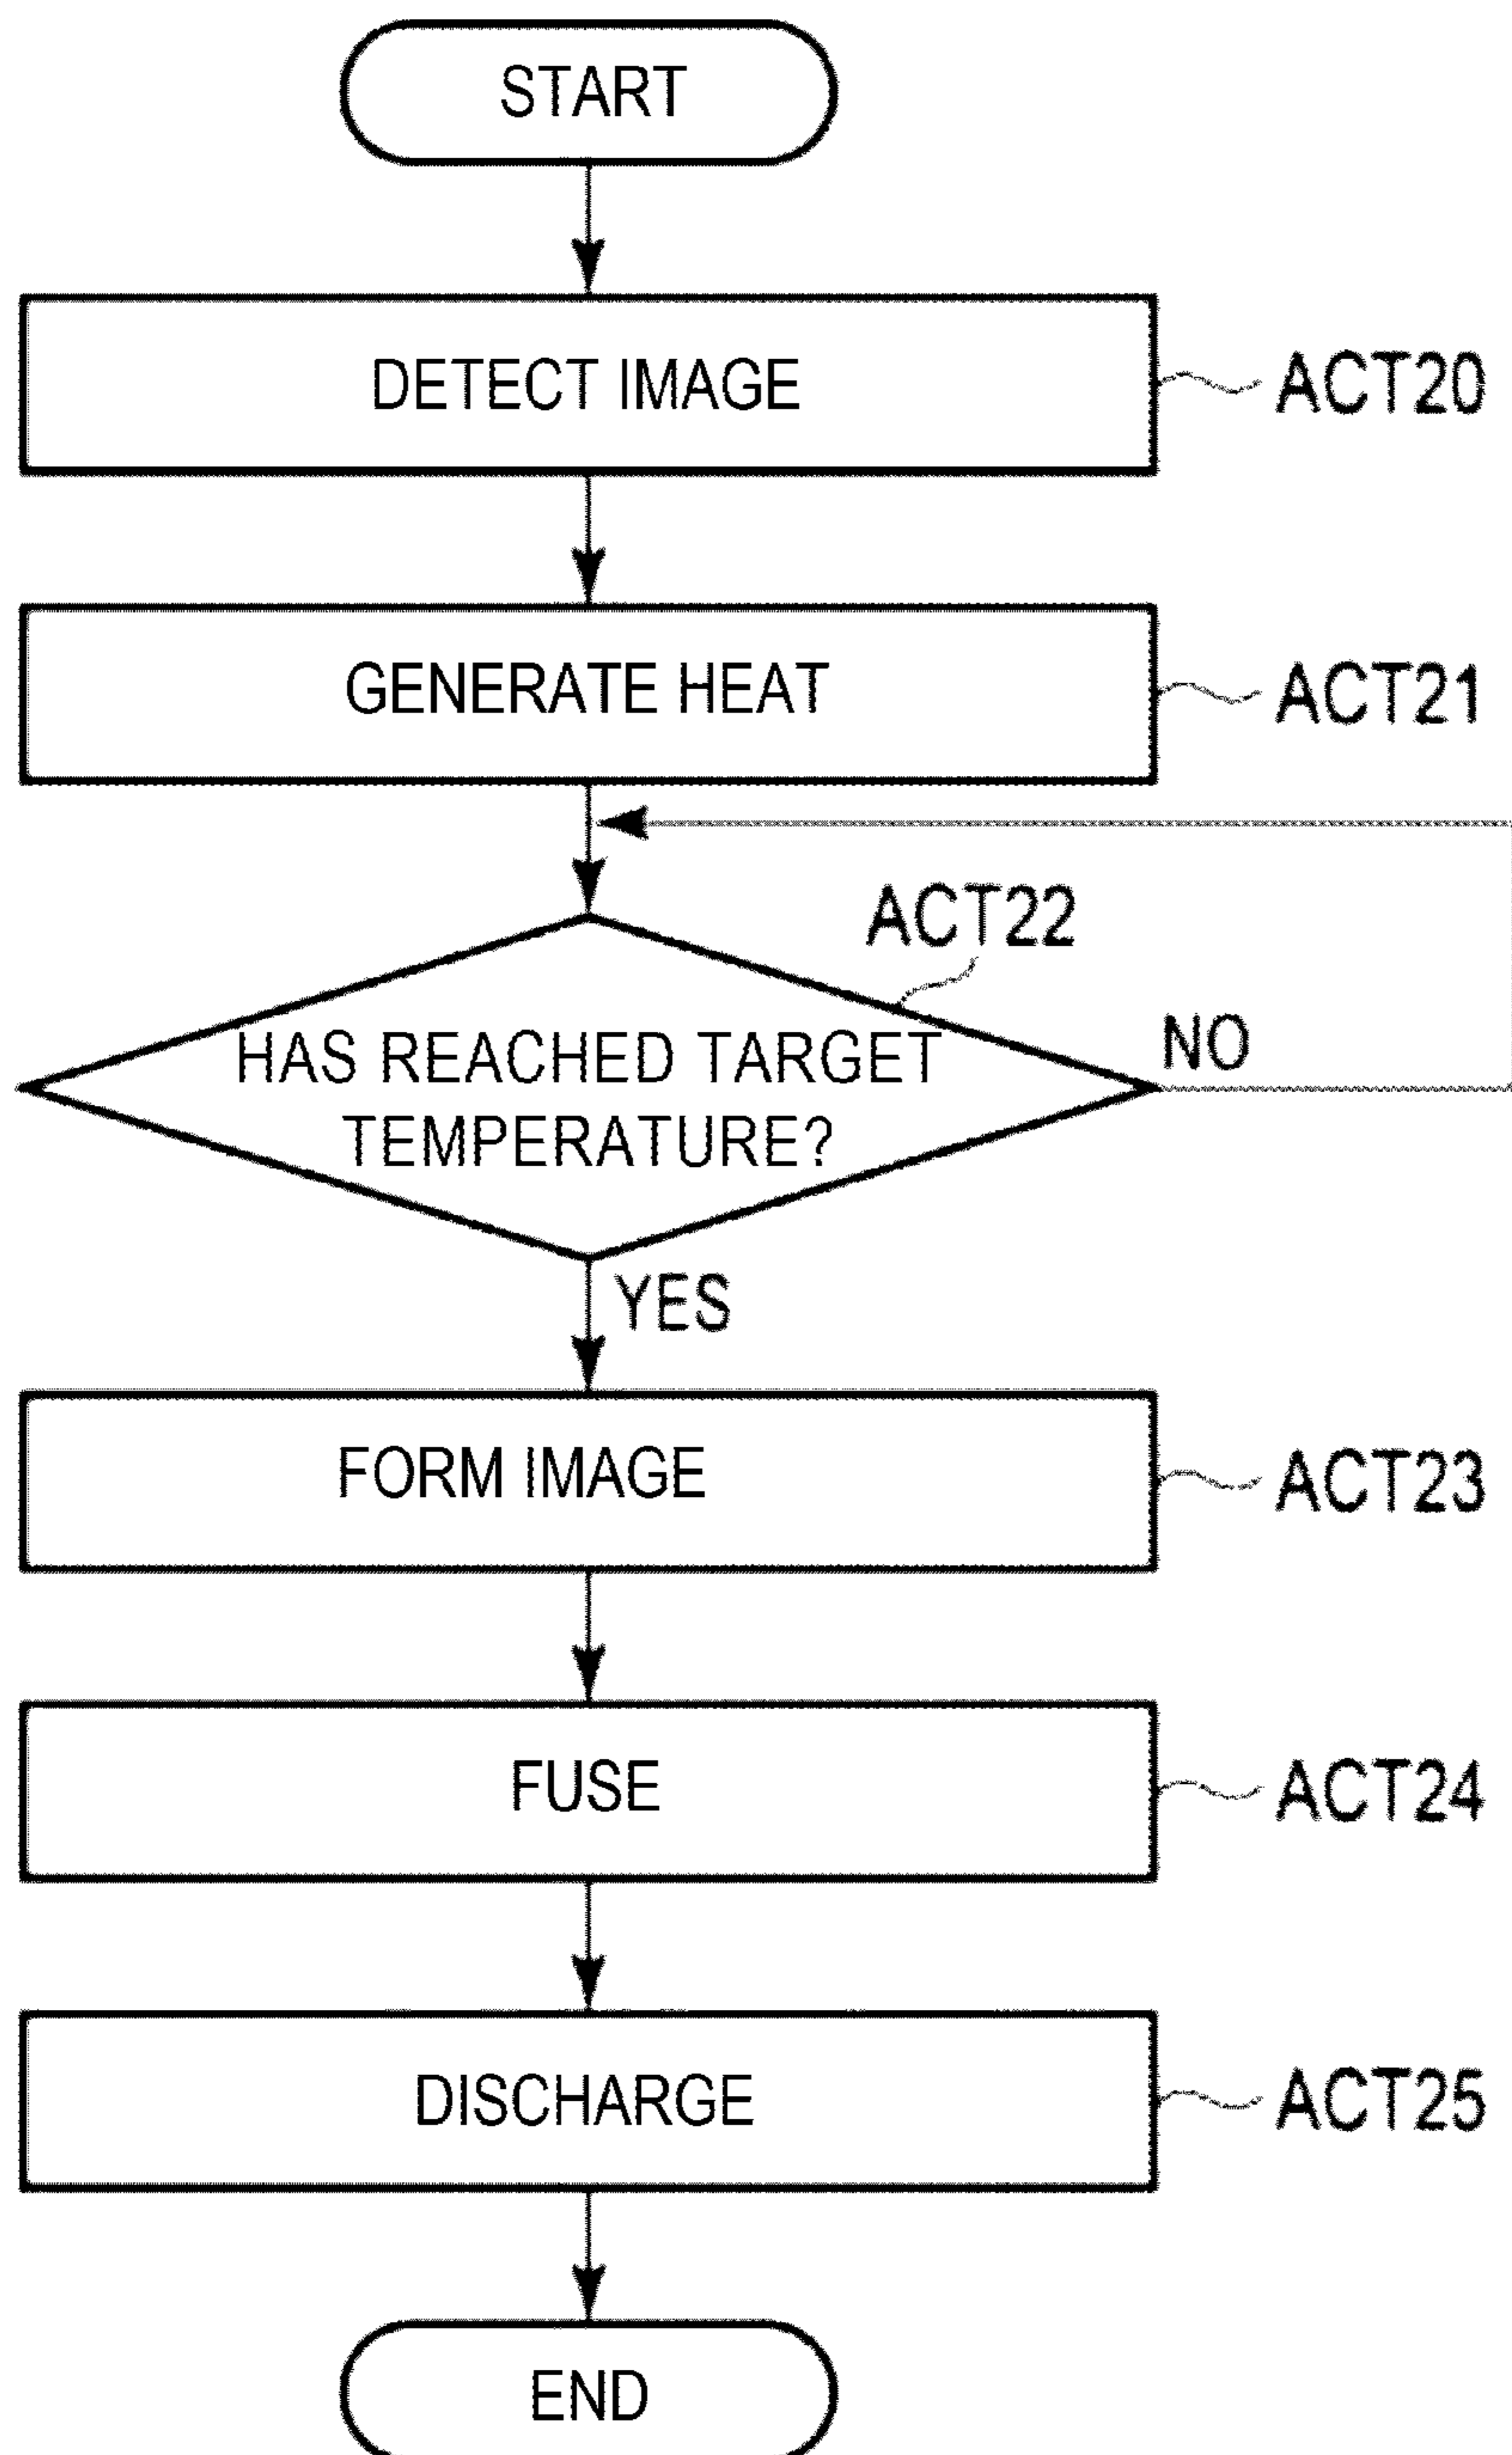 START
DETECT IMAGE
ACT20
GENERATE HEAT
ACT21
ACT22
HAS REACHED TARGET
TEMPERATURE?
NO
YES
FORM IMAGE
ACT23
FUSE
ACT24
DISCHARGE
ACT25
END